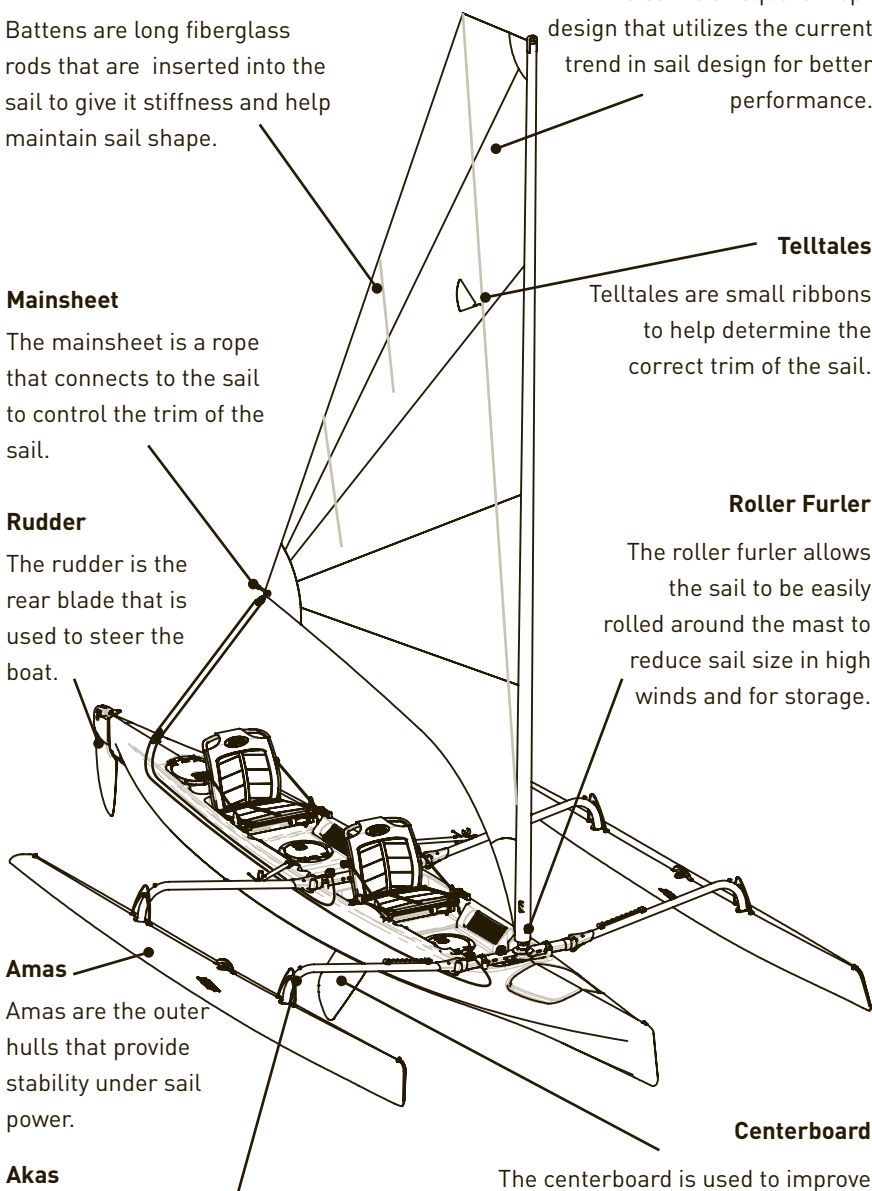 Battens are long fiberglass
rods that are inserted into the
sail to give it stiffness and help
maintain sail shape.
design that utilizes the current
trend in sail design for better
performance.
Telltales
Telltales are small ribbons
to help determine the
correct trim of the sail.
Mainsheet
The mainsheet is a rope
that connects to the sail
to control the trim of the
sail.
Rudder
The rudder is the
rear blade that is
used to steer the
boat.
Roller Furler
The roller furler allows
the sail to be easily
rolled around the mast to
reduce sail size in high
winds and for storage.
Amas
Amas are the outer
hulls that provide
stability under sail
power.
Akas
Centerboard
The centerboard is used to improve